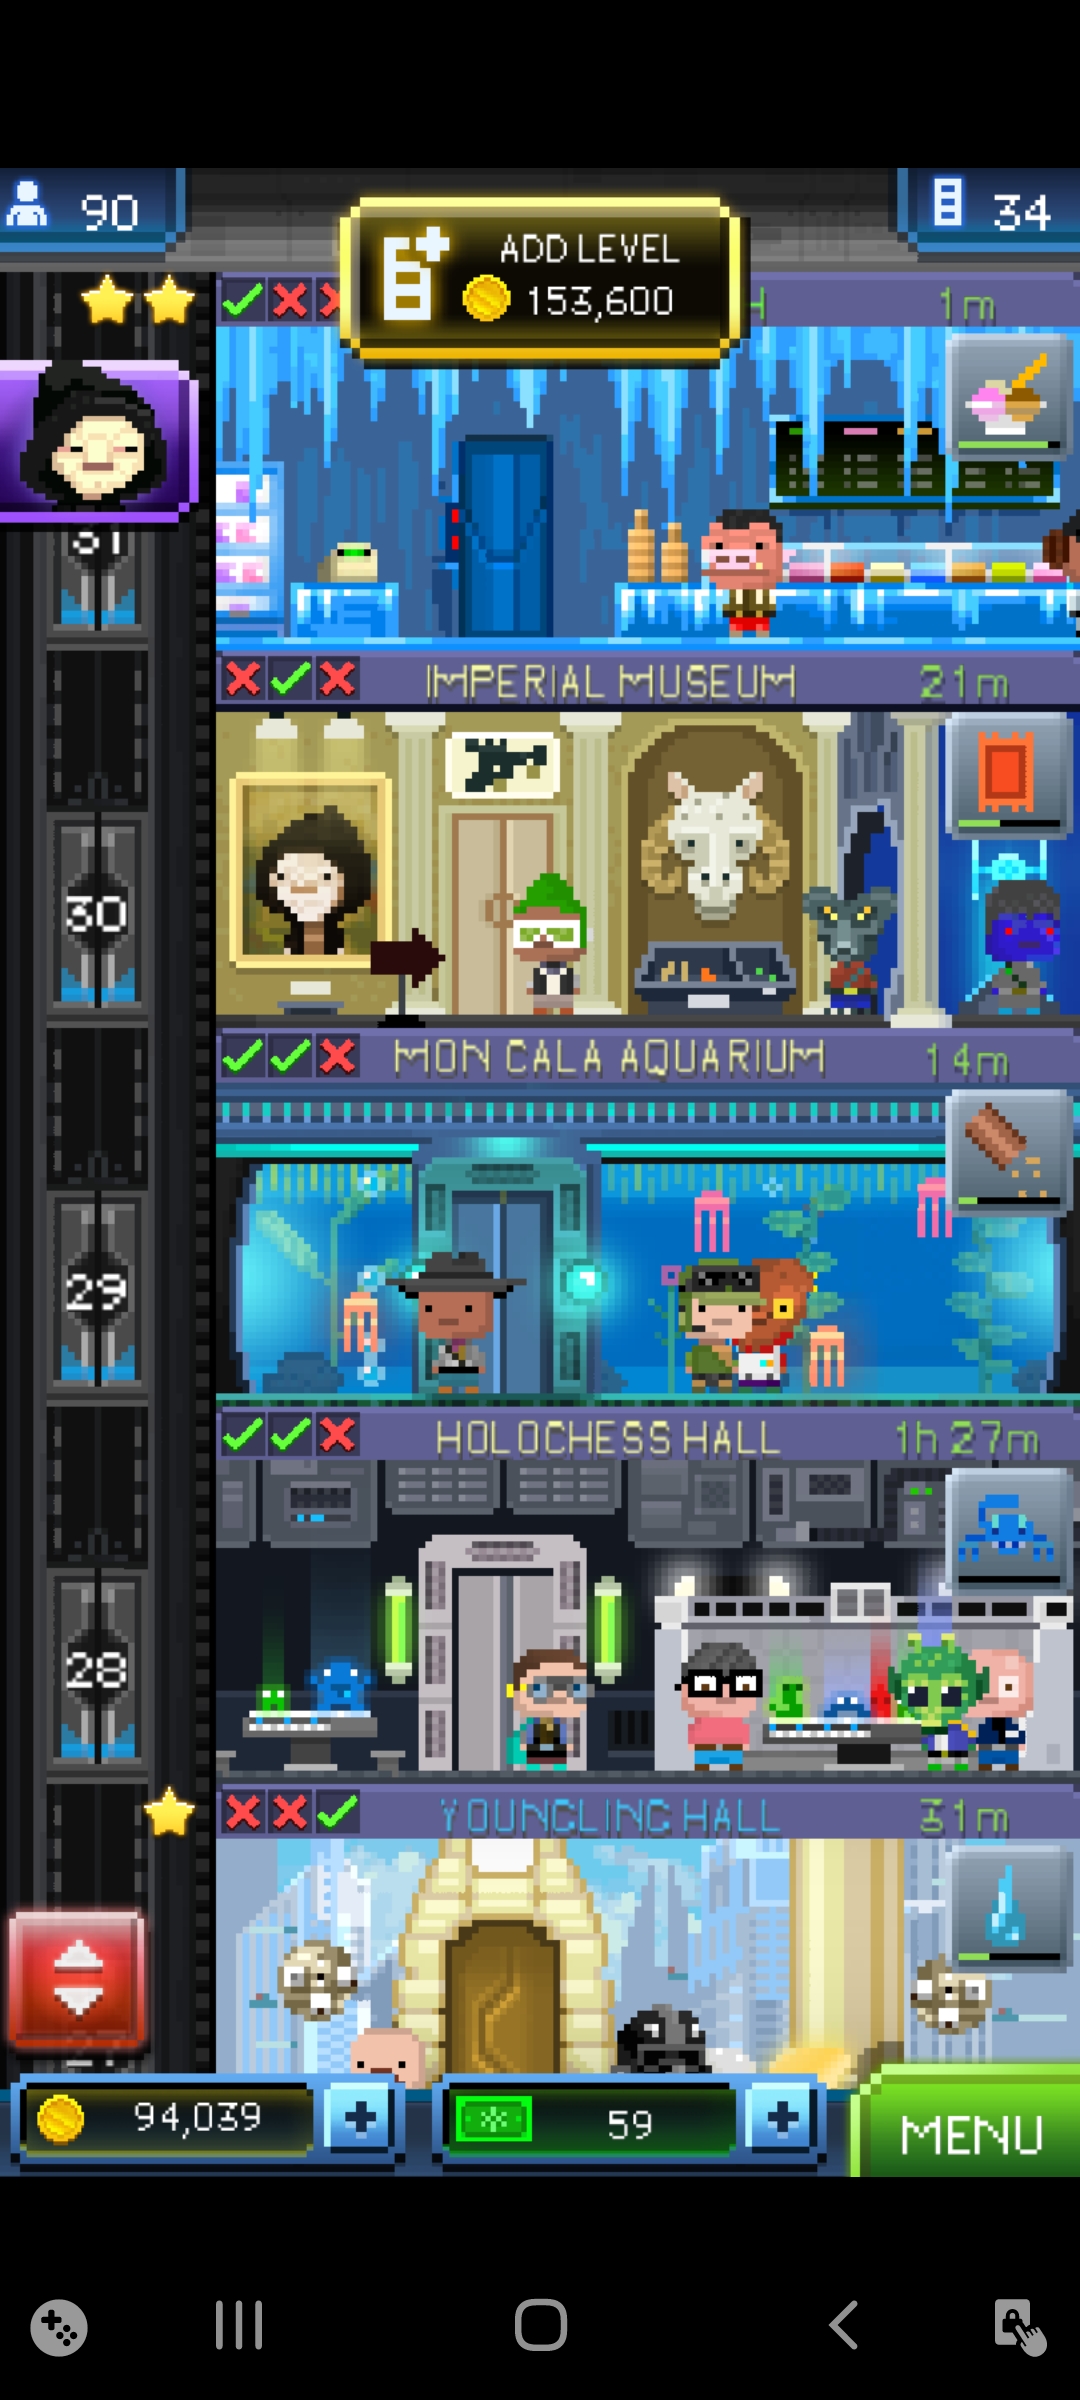 90
ADD LEVEL
153,600
34
H
1m
31
IMPERIAL MUSEUM
21m
30
MON CALA AQUARIUM
14m
29
HOLOCHESS HALL
1h 27m
28
YOUNGLING HALL
31m
94,039
59
MENU